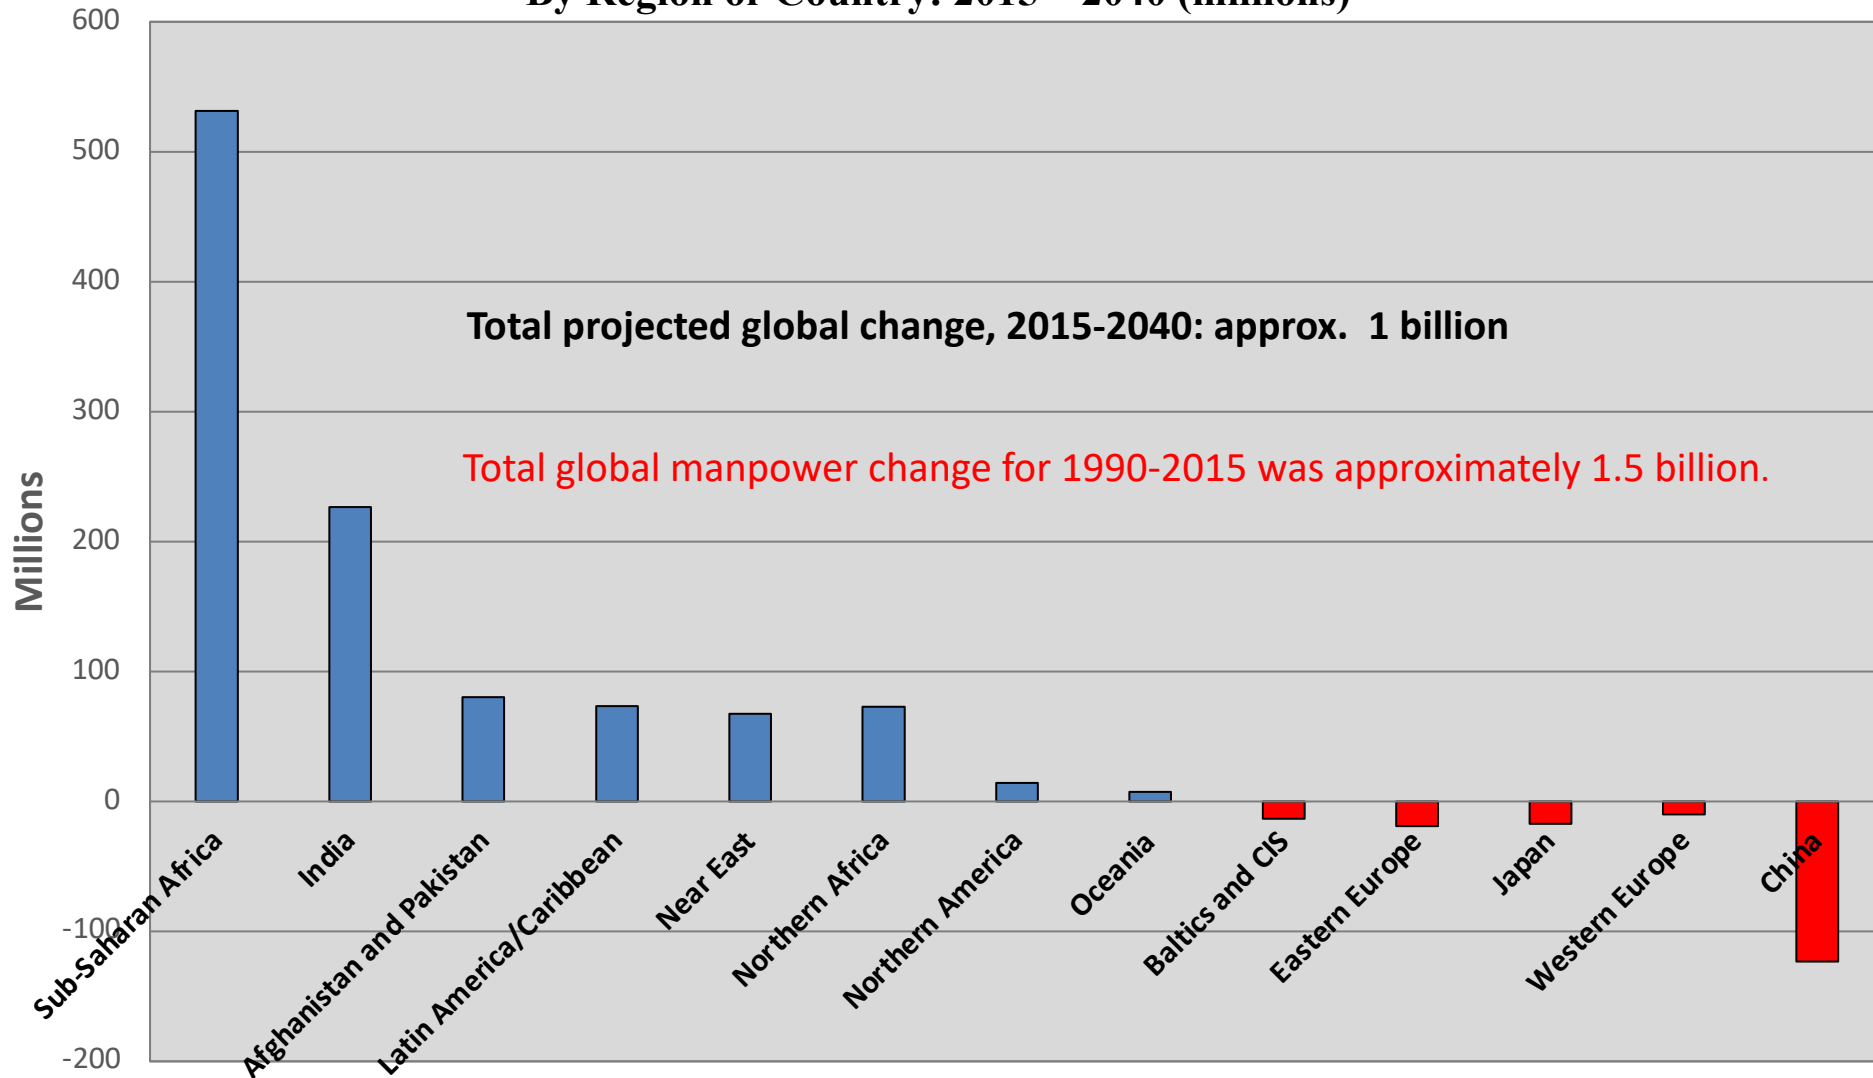 600
500
400
300
200
100
0
-100
-200
Millions
Total projected global change, 2015-2040: approx.  1 billion
Total global manpower change for 1990-2015 was approximately 1.5 billion.
Sub-Saharan Africa
India
Afghanistan and Pakistan
Latin America/Caribbean
Near East
Northern Africa
Northern America
Oceania
Baltics and CIS
Eastern Europe
Japan
Western Europe
China